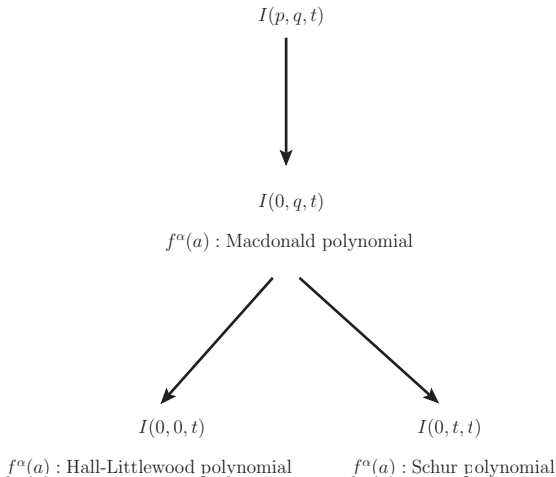 I(p, q, t)
I(0, q, t)
f^α(a) : Macdonald polynomial
I(0, 0, t)
I(0, t, t)
f^α(a) : Hall-Littlewood polynomial
f^α(a) : Schur polynomial